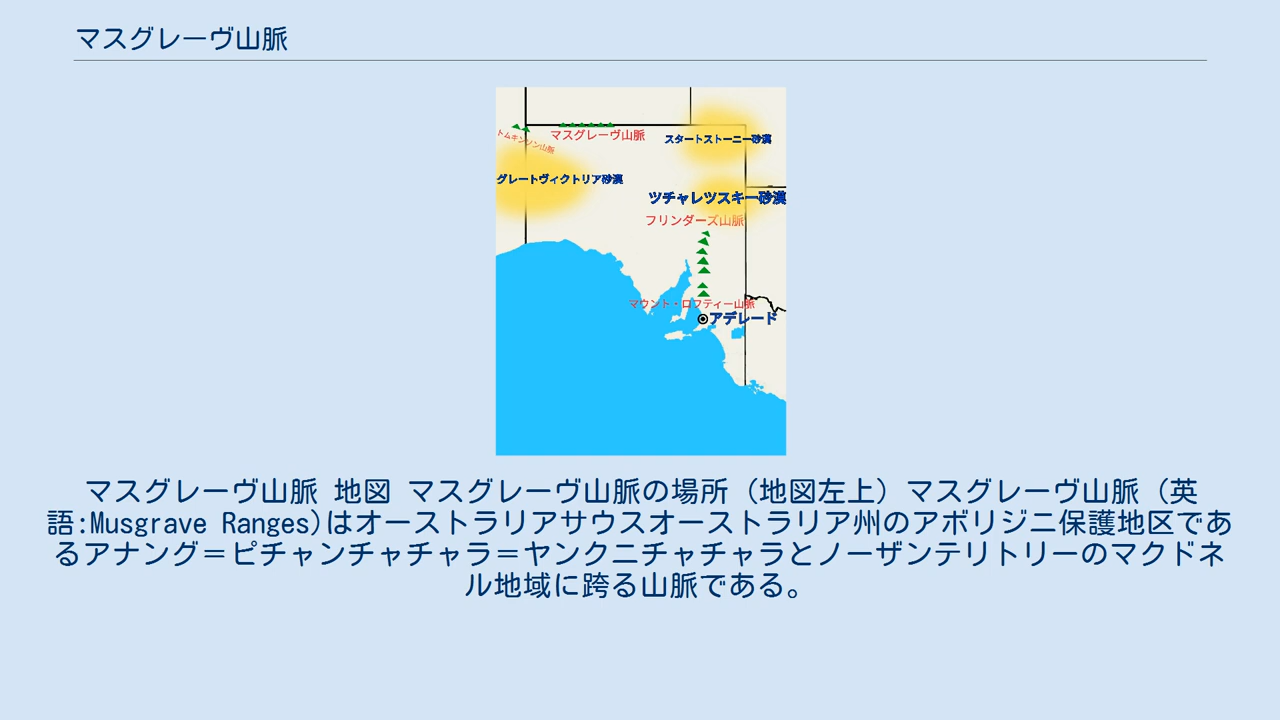 マスグレーヴ山脈
トムキンソン山脈
マスグレーヴ山脈
スタートストーニー砂漠
グレートヴィクトリア砂漠
ツチャレツスキー砂漠
フリンダーズ山脈
マウント・ロフティー山脈
アデレード
マスグレーヴ山脈 地図 マスグレーヴ山脈の場所（地図左上）マスグレーヴ山脈（英
語:Musgrave Ranges)はオーストラリアサウスオーストラリア州のアボリジニ保護地区であ
るアナング＝ピチャンチャチャラ＝ヤンクニチャチャラとノーザンテリトリーのマクドネ
ル地域に跨る山脈である。